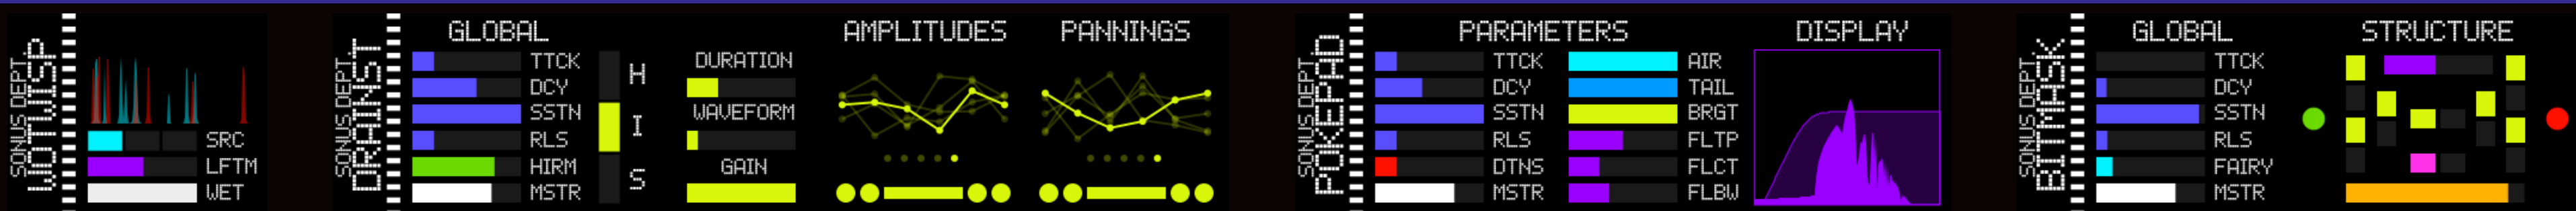 SONUS DEPT.
WOTWISP
SRC
LFTM
WET
SONUS DEPT.
DRAINST
GLOBAL
TTCK
DCY
SSTN
RLS
HIRM
MSTR
H
I
S
DURATION
WAVEFORM
GAIN
AMPLITUDES
PANNINGS
SONUS DEPT.
POKEPAD
PARAMETERS
TTCK
DCY
SSTN
RLS
DTNS
MSTR
AIR
TAIL
BRGT
FLTP
FLCT
FLBW
DISPLAY
SONUS DEPT.
BITMASK
GLOBAL
TTCK
DCY
SSTN
RLS
FAIRY
MSTR
STRUCTURE